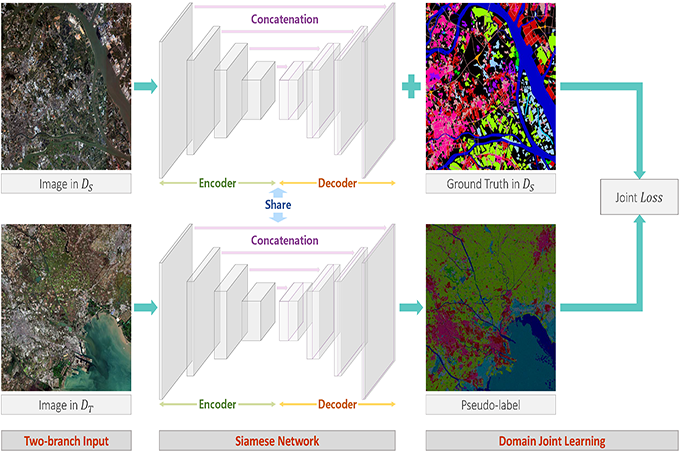 Concatenation
Image in D_S
Encoder
Decoder
Ground Truth in D_S
Share
Joint Loss
Concatenation
Image in D_T
Encoder
Decoder
Pseudo-label
Two-branch Input
Siamese Network
Domain Joint Learning